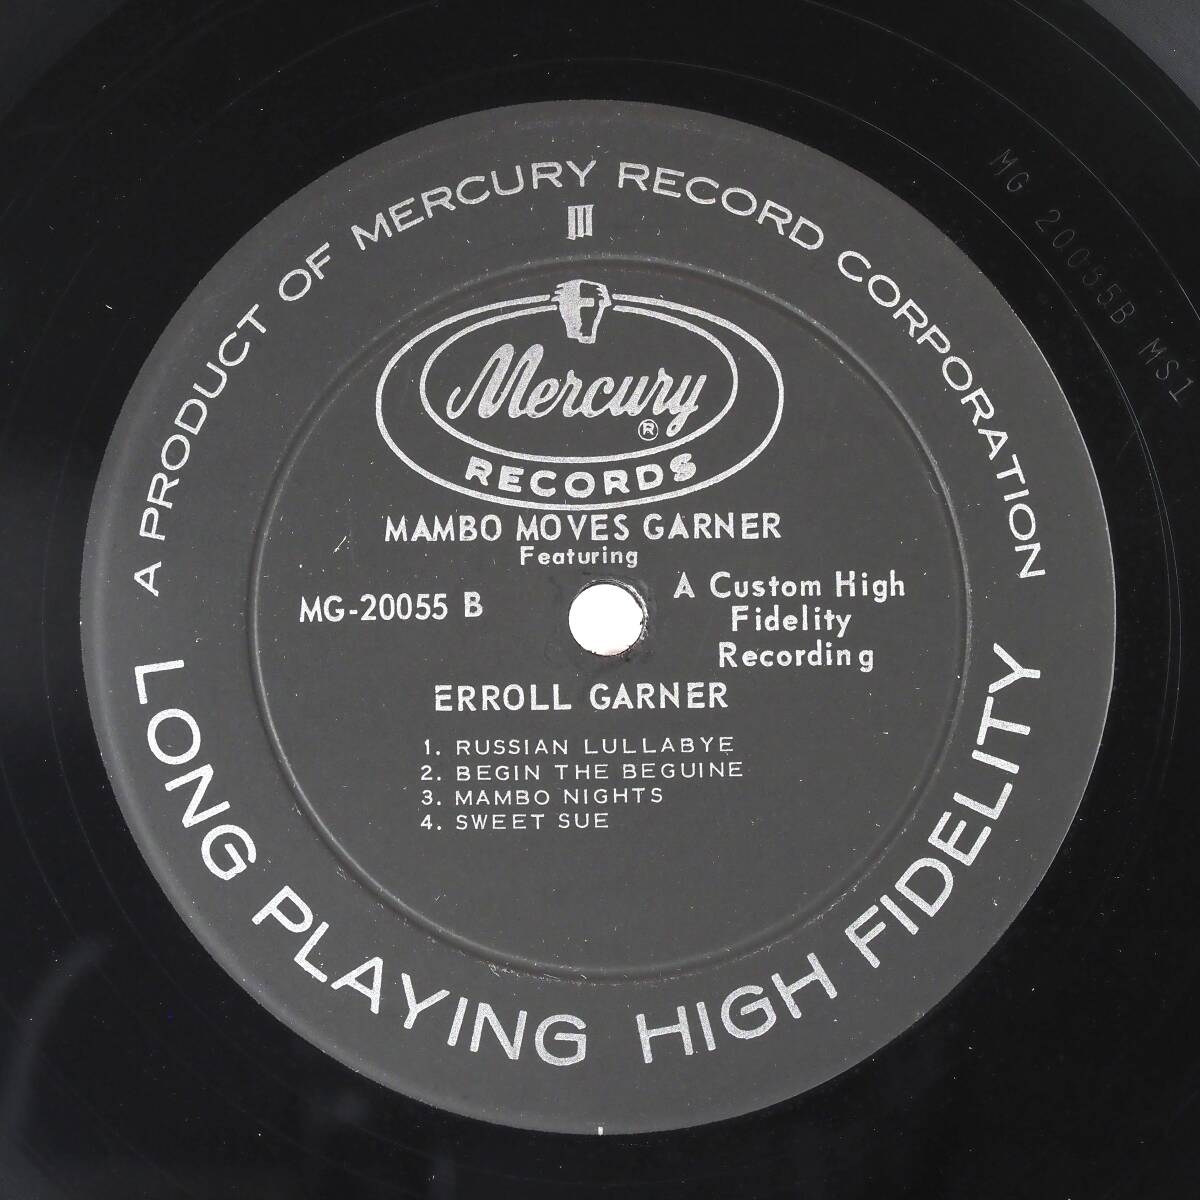 A PRODUCT OF MERCURY RECORD CORPORATION
III
Mercury
®
RECORDS
MAMBO MOVES GARNER
Featuring
MG-20055 B
A Custom High
Fidelity
Recording
ERROLL GARNER
1. RUSSIAN LULLABYE
2. BEGIN THE BEGUINE
3. MAMBO NIGHTS
4. SWEET SUE
LONG PLAYING HIGH FIDELITY
MG 20055B MS1